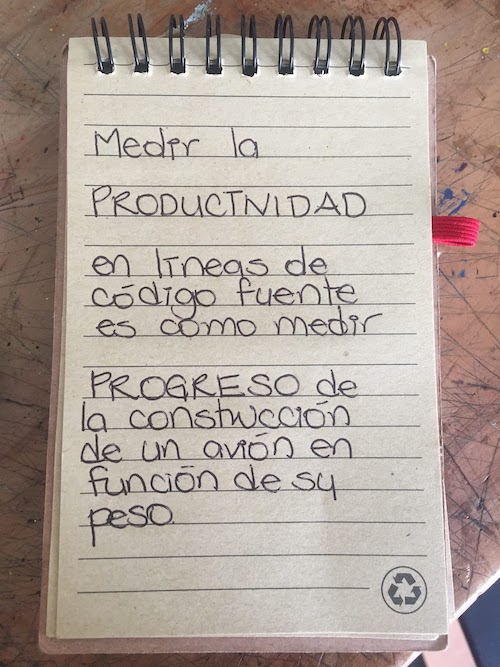 Medir la
PRODUCTIVIDAD
en líneas de
código fuente
es como medir
PROGRESO de
la construcción
de un avión en
función de su
peso.